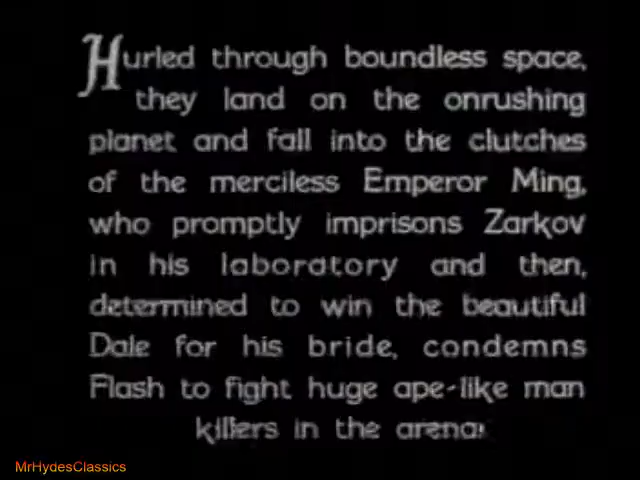 Hurled through boundless space,
they land on the onrushing
planet and fall into the clutches
of the merciless Emperor Ming,
who promptly imprisons Zarkov
in his laboratory and then,
determined to win the beautiful
Dale for his bride, condemns
Flash to fight huge ape-like man
killers in the arena!
MrHydesClassics